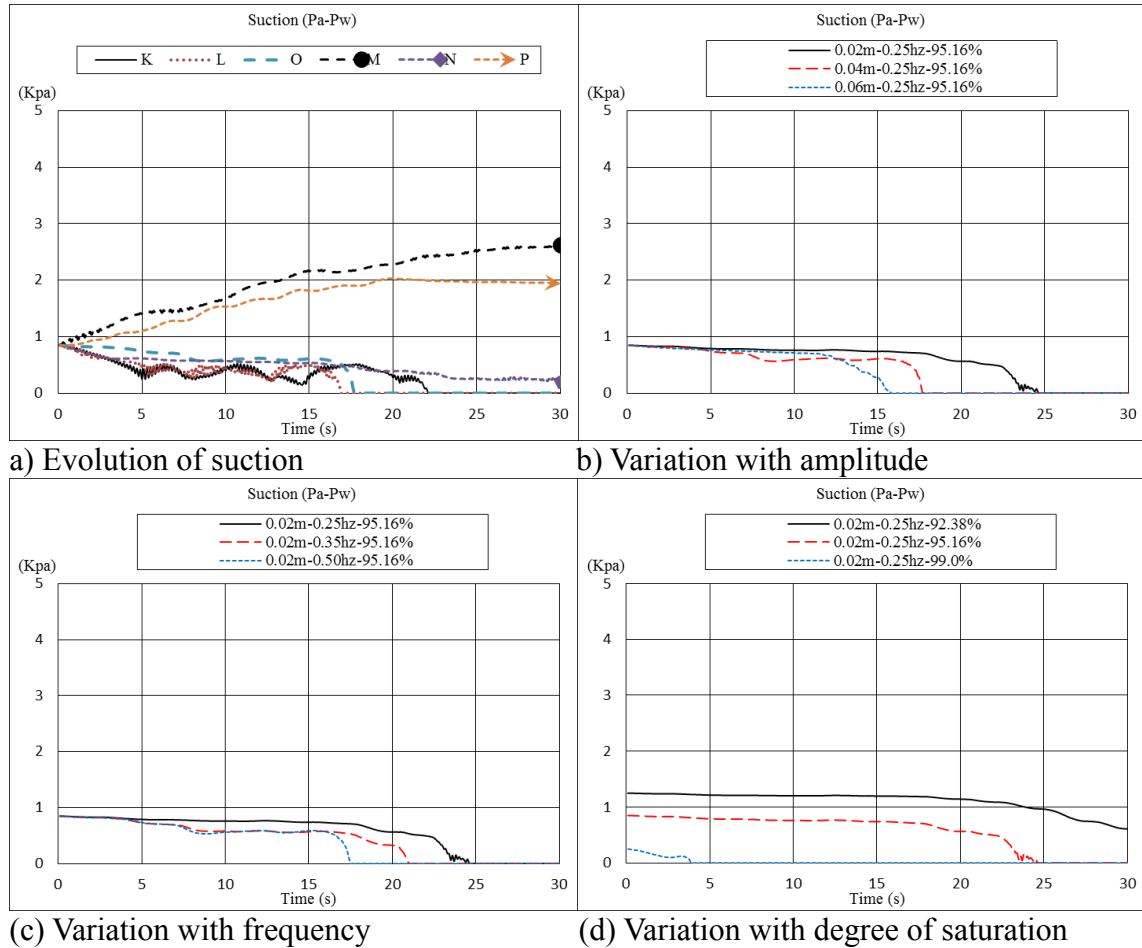 Suction (Pa-Pw)
K L O M N P
(Kpa)
5
4
3
2
1
0
0 5 10 15 20 25 30
Time (s)
a) Evolution of suction
Suction (Pa-Pw)
0.02m-0.25hz-95.16%
0.04m-0.25hz-95.16%
0.06m-0.25hz-95.16%
(Kpa)
5
4
3
2
1
0
0 5 10 15 20 25 30
Time (s)
b) Variation with amplitude
Suction (Pa-Pw)
0.02m-0.25hz-95.16%
0.02m-0.35hz-95.16%
0.02m-0.50hz-95.16%
(Kpa)
5
4
3
2
1
0
0 5 10 15 20 25 30
Time (s)
(c) Variation with frequency
Suction (Pa-Pw)
0.02m-0.25hz-92.38%
0.02m-0.25hz-95.16%
0.02m-0.25hz-99.0%
(Kpa)
5
4
3
2
1
0
0 5 10 15 20 25 30
Time (s)
(d) Variation with degree of saturation